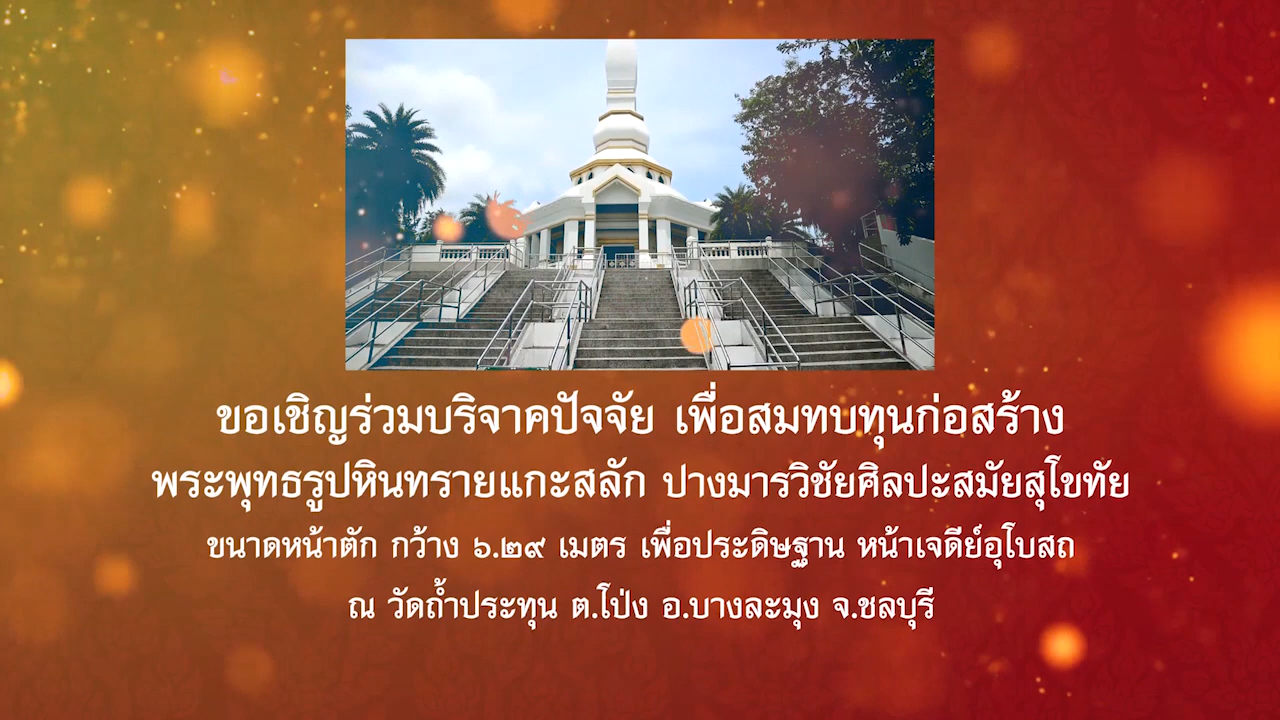 ขอเชิญร่วมบริจาคปัจจัย เพื่อสมทบทุนก่อสร้าง
พระพุทธรูปหินทรายแกะสลัก ปางมารวิชัยศิลปะสมัยสุโขทัย
ขนาดหน้าตัก กว้าง ๖.๒๙ เมตร เพื่อประดิษฐาน หน้าเจดีย์อุโบสถ
ณ วัดถ้ำประทุน ต.โป่ง อ.บางละมุง จ.ชลบุรี